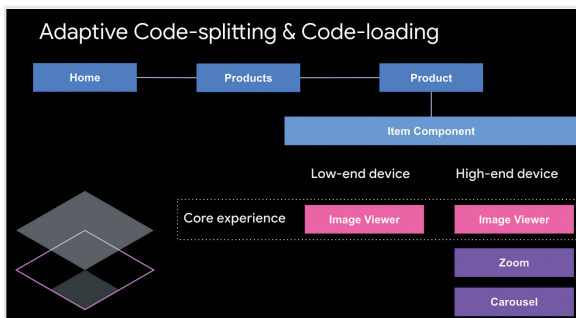 Adaptive Code-splitting & Code-loading
Home
Products
Product
Item Component
Low-end device
High-end device
Core experience
Image Viewer
Image Viewer
Zoom
Carousel